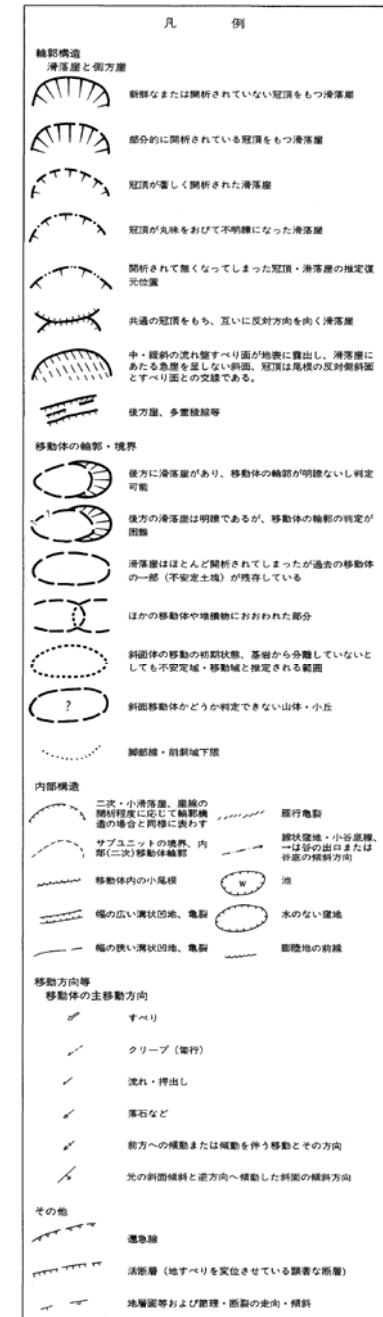 凡 例
輪郭構造
滑落崖と側方崖
新鮮なまたは開析されていない冠頂をもつ滑落崖
部分的に開析されている冠頂をもつ滑落崖
冠頂が著しく開析された滑落崖
冠頂が丸味をおびて不明瞭になった滑落崖
開析されて無くなってしまった冠頂・滑落崖の推定復
元位置
共通の冠頂をもち、互いに反対方向を向く滑落崖
中・緩斜の流れ盤すべり面が地表に露出し、滑落崖に
あたる急崖を呈しない斜面、冠頂は尾根の反対側斜面
とすべり面との交線である。
後方崖、多重稜線等
移動体の輪郭・境界
後方に滑落崖があり、移動体の輪郭が明瞭ないし判定
可能
?
後方の滑落崖は明瞭であるが、移動体の輪郭の判定が
困難
滑落崖はほとんど開析されてしまったが過去の移動体
の一部（不安定土塊）が残存している
ほかの移動体や堆積物におおわれた部分
斜面体の移動の初期状態、基岩から分離していないと
しても不安定域・移動域と推定される範囲
?
斜面移動体かどうか判定できない山体・小丘
脚部線・前剝域下限
内部構造
二次・小滑落崖、崖線の
開析程度に応じて輪郭構
造の場合と同様に表わす
雁行亀裂
サブユニットの境界、内
部(二次)移動体輪郭
線状窪地・小谷底線、
→は谷の出口または
谷底の傾斜方向
移動体内の小尾根
W
池
幅の広い溝状凹地、亀裂
水のない窪地
幅の狭い溝状凹地、亀裂
膨隆地の前線
移動方向等
移動体の主移動方向
すべり
クリープ（匍行）
流れ・押出し
落石など
前方への傾動または傾動を伴う移動とその方向
元の斜面傾斜と逆方向へ傾動した斜面の傾斜方向
その他
遷急線
活断層（地すべりを変位させている顕著な断層）
地層面等および節理・断裂の走向・傾斜